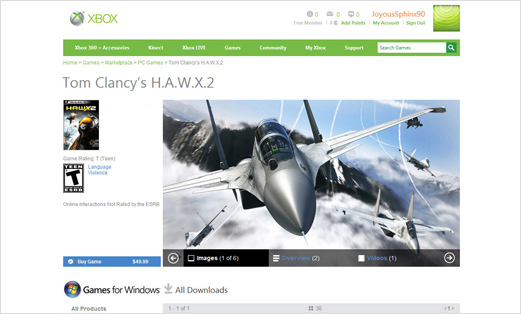 XBOX
0 0 0 JoyousSphinx90
Free Member | 0 Add Points | My Account | Sign Out
Xbox 360 + Accessories Kinect Xbox LIVE Games Community My Xbox Support Search Games
Home > Games > Marketplace > PC Games > Tom Clancy's H.A.W.X.2
Tom Clancy's H.A.W.X.2
HAWX2
Game Rating: T (Teen)
Language
Violence
TEEN
T
ESRB
Online Interactions Not Rated by the ESRB
Buy Game $49.99
Images (1 of 6) Overview (2) Videos (1)
Games for Windows All Downloads
All Products 1 - 1 of 1 36 1